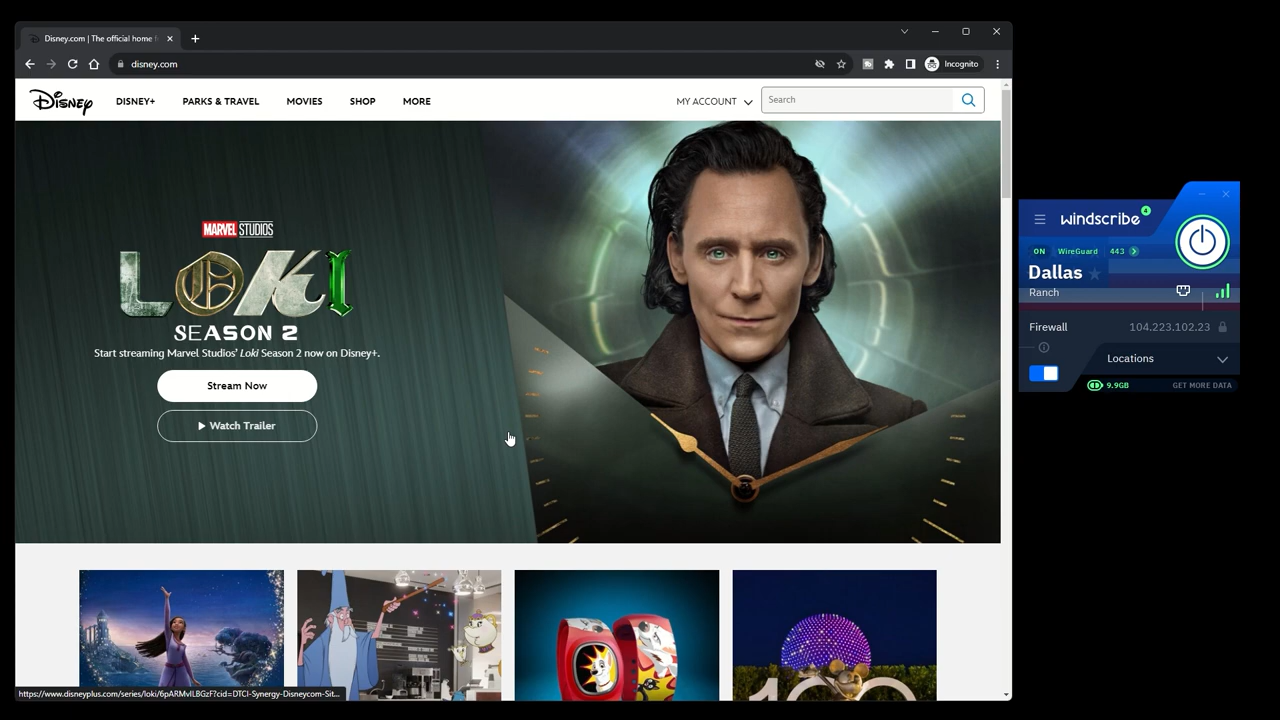 Disney.com | The official home f
disney.com
Incognito
Disney
DISNEY+
PARKS & TRAVEL
MOVIES
SHOP
MORE
MY ACCOUNT
Search
MARVEL STUDIOS
LOKI
SEASON 2
Start streaming Marvel Studios' Loki Season 2 now on Disney+.
Stream Now
Watch Trailer
100
https://www.disneyplus.com/series/loki/6pARMvILBGzF?cid=DTCI-Synergy-Disneycom-Sit...
windscribe
4
ON
WireGuard
443
Dallas
Ranch
Firewall
104.223.102.23
Locations
9.9GB
GET MORE DATA